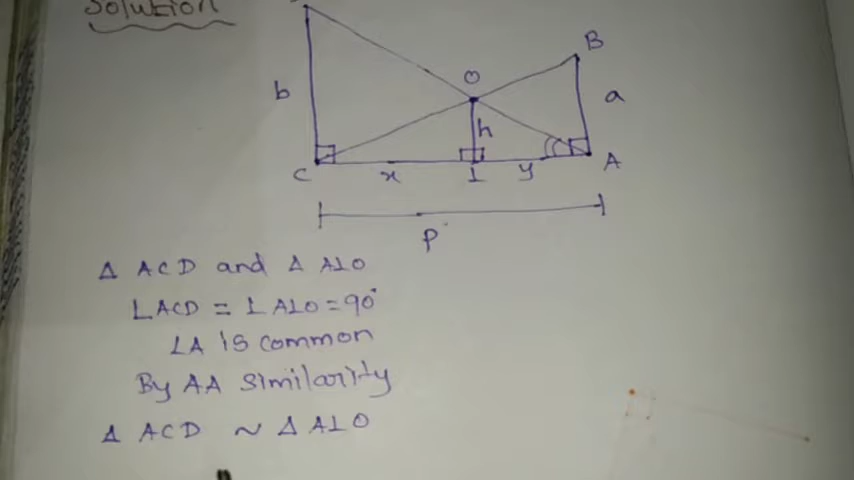 Solution
B
O
b
a
h
C
x
L
y
A
P
Δ ACD and Δ ALO
∠ACD = ∠ALO = 90°
∠A is common
By AA similarity
Δ ACD ~ Δ ALO